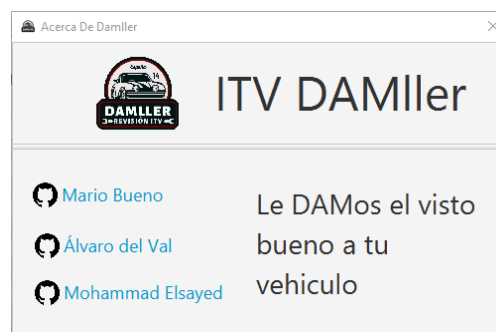 Acerca De Damller
14
DAMLLER
REVISIÓN ITV
ITV DAMller
Mario Bueno
Álvaro del Val
Mohammad Elsayed
Le DAMos el visto
bueno a tu
vehiculo